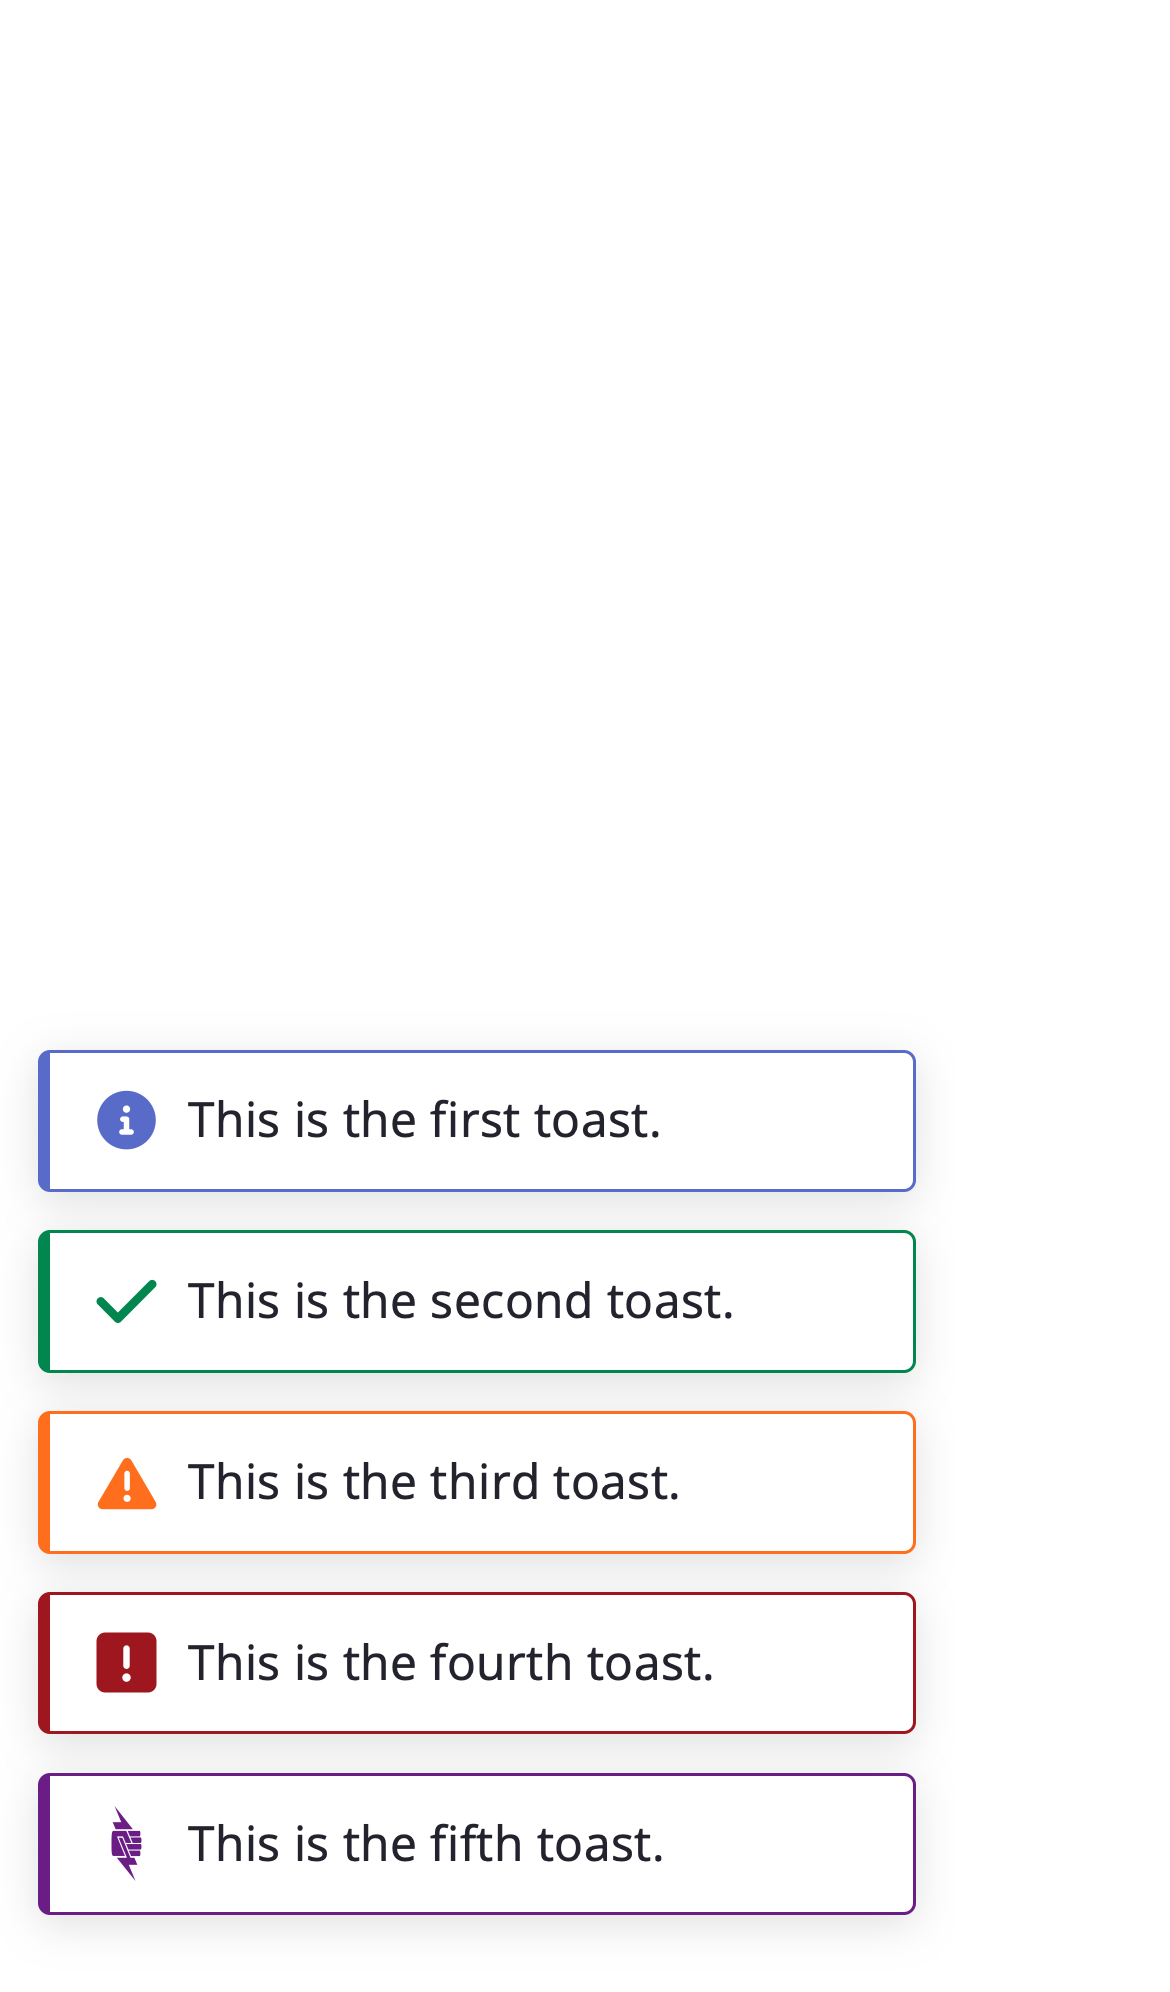 This is the first toast.
This is the second toast.
This is the third toast.
This is the fourth toast.
This is the fifth toast.